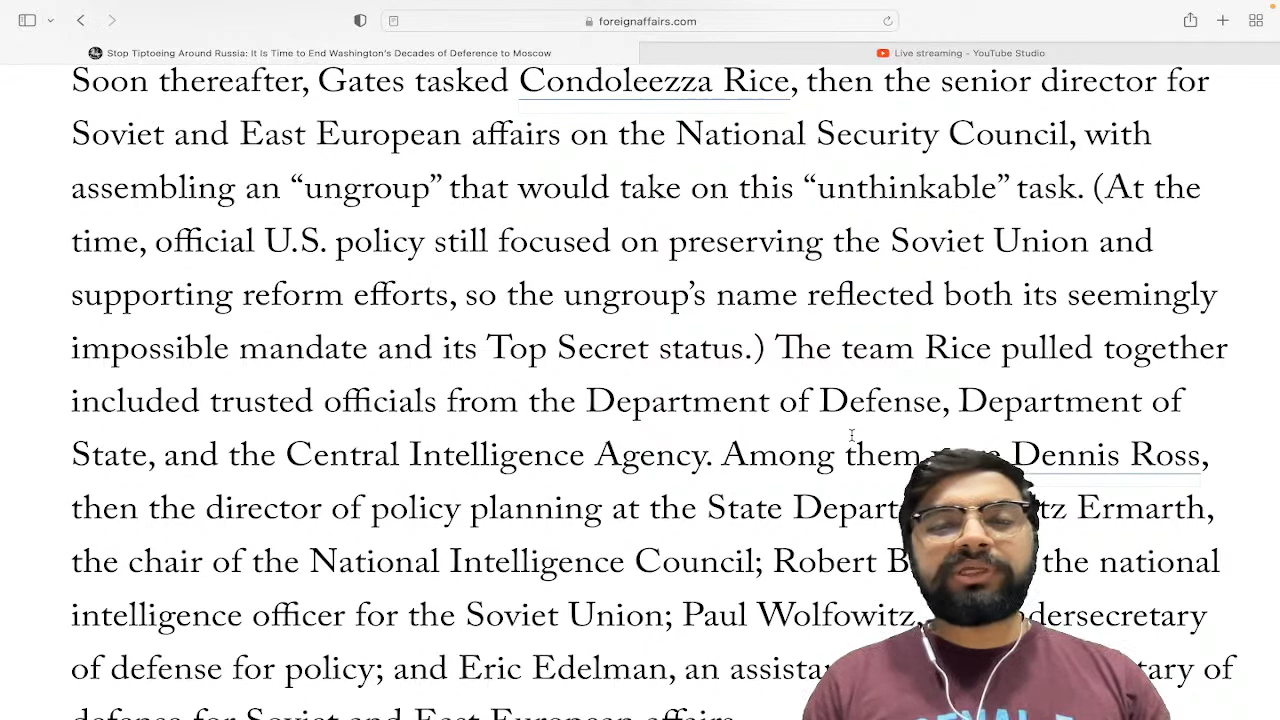 foreignaffairs.com
Stop Tiptoeing Around Russia: It Is Time to End Washington's Decades of Deference to Moscow
Live streaming - YouTube Studio
Soon thereafter, Gates tasked Condoleezza Rice, then the senior director for
Soviet and East European affairs on the National Security Council, with
assembling an “ungroup” that would take on this “unthinkable” task. (At the
time, official U.S. policy still focused on preserving the Soviet Union and
supporting reform efforts, so the ungroup’s name reflected both its seemingly
impossible mandate and its Top Secret status.) The team Rice pulled together
included trusted officials from the Department of Defense, Department of
State, and the Central Intelligence Agency. Among them Dennis Ross,
then the director of policy planning at the State Ermarth,
the chair of the National Intelligence Council; Robert the national
intelligence officer for the Soviet Union; Paul Wolfowitz,
of defense for policy; and Eric Edelman, an of
defense for Soviet and East European affairs.